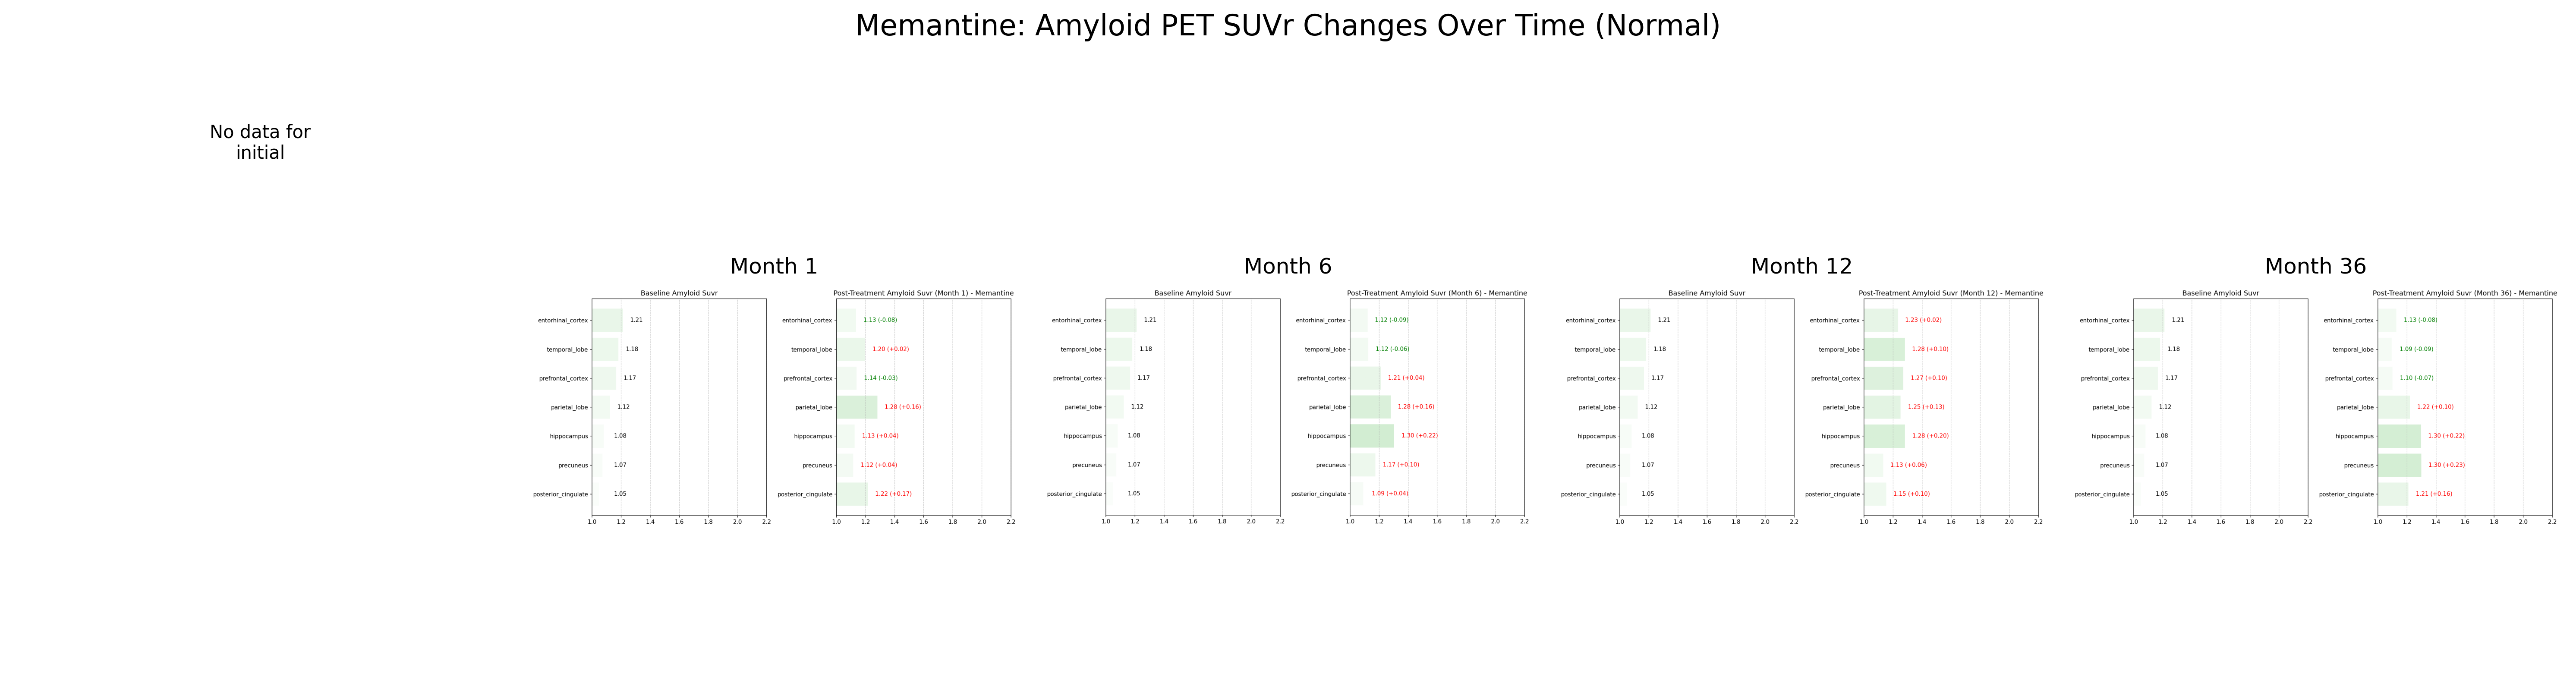 Memantine: Amyloid PET SUVr Changes Over Time (Normal)
No data for
initial
Month 1
Baseline Amyloid Suvr
entorhinal_cortex 1.21
temporal_lobe 1.18
prefrontal_cortex 1.17
parietal_lobe 1.12
hippocampus 1.08
precuneus 1.07
posterior_cingulate 1.05
1.0 1.2 1.4 1.6 1.8 2.0 2.2
Post-Treatment Amyloid Suvr (Month 1) - Memantine
entorhinal_cortex 1.13 (-0.08)
temporal_lobe 1.20 (+0.02)
prefrontal_cortex 1.14 (-0.03)
parietal_lobe 1.28 (+0.16)
hippocampus 1.13 (+0.04)
precuneus 1.12 (+0.04)
posterior_cingulate 1.22 (+0.17)
1.0 1.2 1.4 1.6 1.8 2.0 2.2
Month 6
Baseline Amyloid Suvr
entorhinal_cortex 1.21
temporal_lobe 1.18
prefrontal_cortex 1.17
parietal_lobe 1.12
hippocampus 1.08
precuneus 1.07
posterior_cingulate 1.05
1.0 1.2 1.4 1.6 1.8 2.0 2.2
Post-Treatment Amyloid Suvr (Month 6) - Memantine
entorhinal_cortex 1.12 (-0.09)
temporal_lobe 1.12 (-0.06)
prefrontal_cortex 1.21 (+0.04)
parietal_lobe 1.28 (+0.16)
hippocampus 1.30 (+0.22)
precuneus 1.17 (+0.10)
posterior_cingulate 1.09 (+0.04)
1.0 1.2 1.4 1.6 1.8 2.0 2.2
Month 12
Baseline Amyloid Suvr
entorhinal_cortex 1.21
temporal_lobe 1.18
prefrontal_cortex 1.17
parietal_lobe 1.12
hippocampus 1.08
precuneus 1.07
posterior_cingulate 1.05
1.0 1.2 1.4 1.6 1.8 2.0 2.2
Post-Treatment Amyloid Suvr (Month 12) - Memantine
entorhinal_cortex 1.23 (+0.02)
temporal_lobe 1.28 (+0.10)
prefrontal_cortex 1.27 (+0.10)
parietal_lobe 1.25 (+0.13)
hippocampus 1.28 (+0.20)
precuneus 1.13 (+0.06)
posterior_cingulate 1.15 (+0.10)
1.0 1.2 1.4 1.6 1.8 2.0 2.2
Month 36
Baseline Amyloid Suvr
entorhinal_cortex 1.21
temporal_lobe 1.18
prefrontal_cortex 1.17
parietal_lobe 1.12
hippocampus 1.08
precuneus 1.07
posterior_cingulate 1.05
1.0 1.2 1.4 1.6 1.8 2.0 2.2
Post-Treatment Amyloid Suvr (Month 36) - Memantine
entorhinal_cortex 1.13 (-0.08)
temporal_lobe 1.09 (-0.09)
prefrontal_cortex 1.10 (-0.07)
parietal_lobe 1.22 (+0.10)
hippocampus 1.30 (+0.22)
precuneus 1.30 (+0.23)
posterior_cingulate 1.21 (+0.16)
1.0 1.2 1.4 1.6 1.8 2.0 2.2